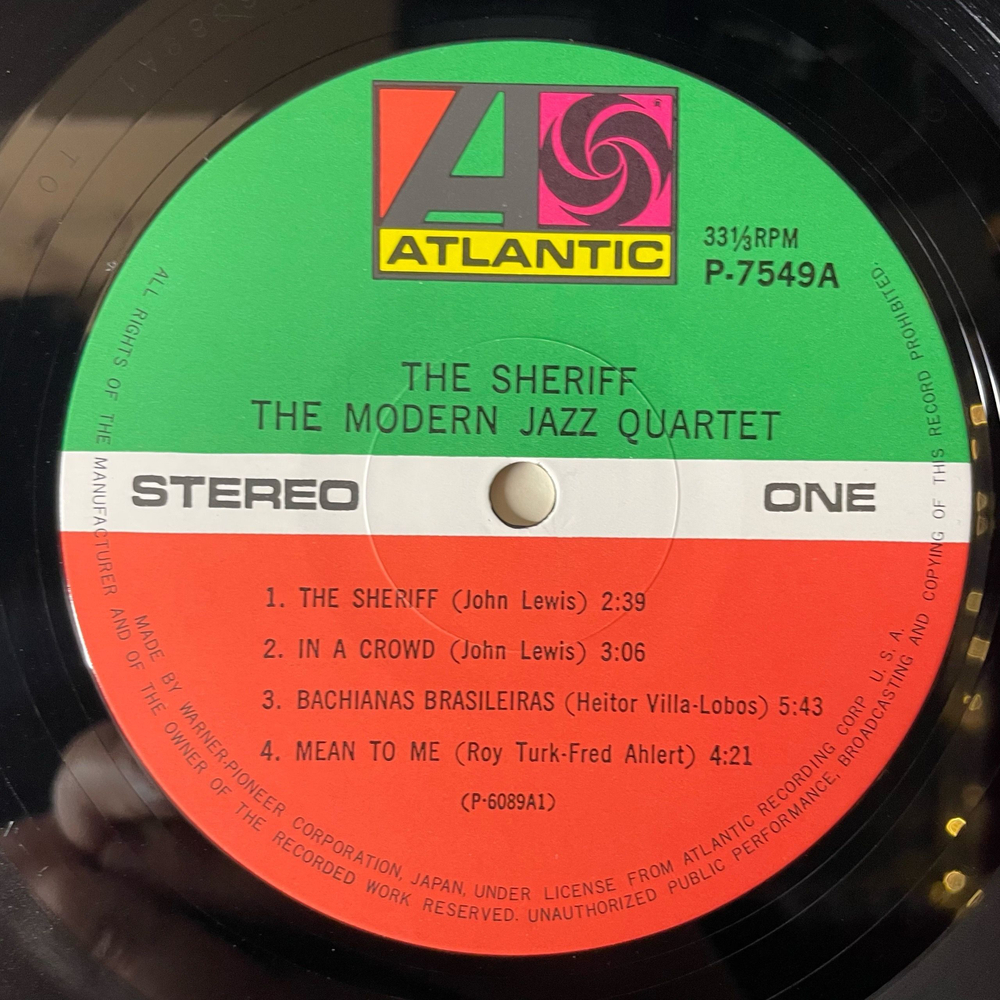 ATLANTIC
®
33⅓RPM
P-7549A
THE SHERIFF
THE MODERN JAZZ QUARTET
STEREO
ONE
1. THE SHERIFF (John Lewis) 2:39
2. IN A CROWD (John Lewis) 3:06
3. BACHIANAS BRASILEIRAS (Heitor Villa-Lobos) 5:43
4. MEAN TO ME (Roy Turk-Fred Ahlert) 4:21
(P-6089A1)
MADE BY WARNER-PIONEER CORPORATION, JAPAN, UNDER LICENSE FROM ATLANTIC RECORDING CORP U. S. A.
ALL RIGHTS OF THE MANUFACTURER AND OF THE OWNER OF THE RECORDED WORK RESERVED. UNAUTHORIZED PUBLIC PERFORMANCE, BROADCASTING AND COPYING OF THIS RECORD PROHIBITED.